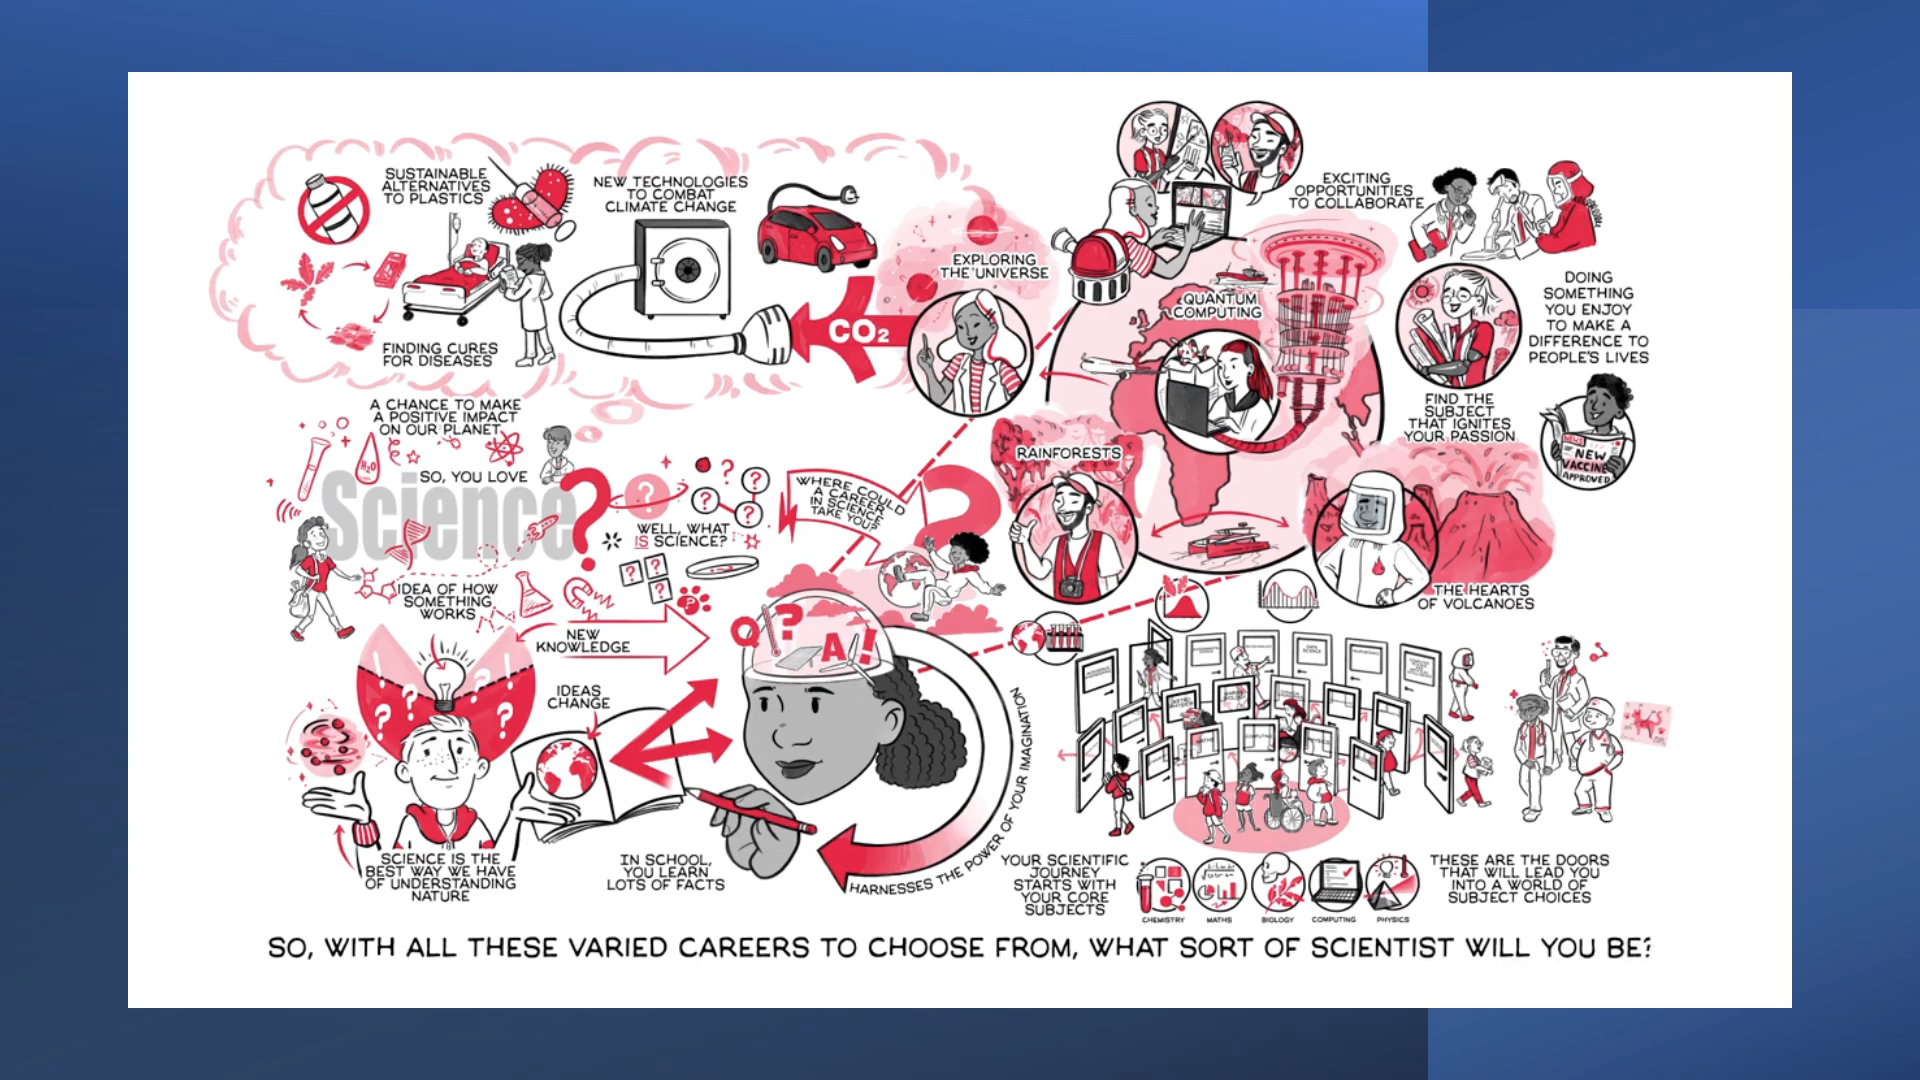 SUSTAINABLE
ALTERNATIVES
TO PLASTICS
NEW TECHNOLOGIES
TO COMBAT
CLIMATE CHANGE
FINDING CURES
FOR DISEASES
CO2
EXPLORING
THE UNIVERSE
EXCITING
OPPORTUNITIES
TO COLLABORATE
QUANTUM
COMPUTING
DOING
SOMETHING
YOU ENJOY
TO MAKE A
DIFFERENCE TO
PEOPLE'S LIVES
FIND THE
SUBJECT
THAT IGNITES
YOUR PASSION
NEWS
NEW
VACCINE
APPROVED
A CHANCE TO MAKE
A POSITIVE IMPACT
ON OUR PLANET
H2O
SO, YOU LOVE
Science?
WELL, WHAT
IS SCIENCE?
WHERE COULD
A CAREER
IN SCIENCE
TAKE YOU?
RAINFORESTS
THE HEARTS
OF VOLCANOES
IDEA OF HOW
SOMETHING
WORKS
NEW
KNOWLEDGE
Q ? A !
IDEAS
CHANGE
SCIENCE IS THE
BEST WAY WE HAVE
OF UNDERSTANDING
NATURE
IN SCHOOL,
YOU LEARN
LOTS OF FACTS
HARNESSES THE POWER OF YOUR IMAGINATION
YOUR SCIENTIFIC
JOURNEY
STARTS WITH
YOUR CORE
SUBJECTS
CHEMISTRY
MATHS
BIOLOGY
COMPUTING
PHYSICS
THESE ARE THE DOORS
THAT WILL LEAD YOU
INTO A WORLD OF
SUBJECT CHOICES
SO, WITH ALL THESE VARIED CAREERS TO CHOOSE FROM, WHAT SORT OF SCIENTIST WILL YOU BE?